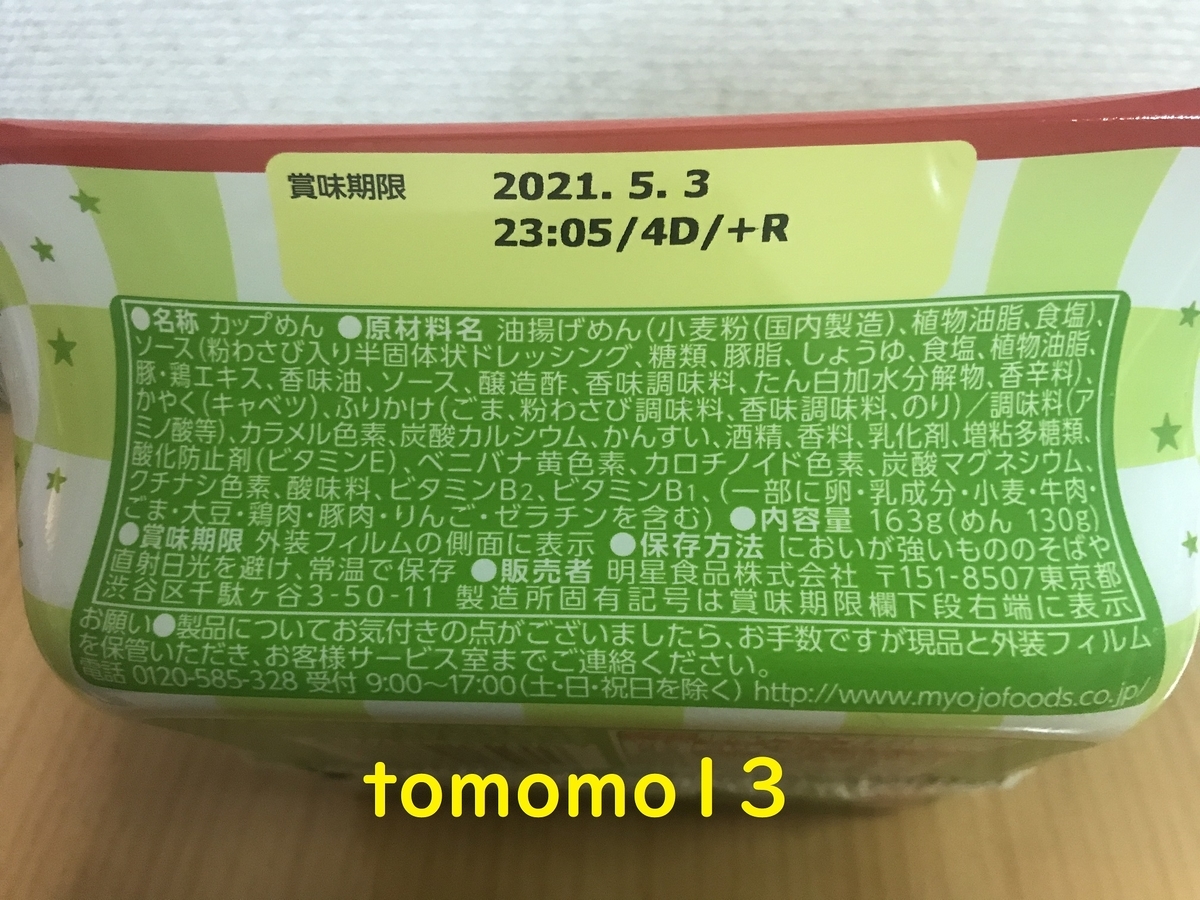 賞味期限 2021. 5. 3
23:05/4D/+R
●名称 カップめん ●原材料名 油揚げめん(小麦粉(国内製造)、植物油脂、食塩)、
ソース(粉わさび入り半固体状ドレッシング、糖類、豚脂、しょうゆ、食塩、植物油脂、
豚・鶏エキス、香味油、ソース、醸造酢、香味調味料、たん白加水分解物、香辛料)、
かやく(キャベツ)、ふりかけ(ごま、粉わさび調味料、香味調味料、のり)/調味料(ア
ミノ酸等)、カラメル色素、炭酸カルシウム、かんすい、酒精、香料、乳化剤、増粘多糖類、
酸化防止剤(ビタミンE)、ベニバナ黄色素、カロチノイド色素、炭酸マグネシウム、
クチナシ色素、酸味料、ビタミンB2、ビタミンB1、(一部に卵・乳成分・小麦・牛肉・
ごま・大豆・鶏肉・豚肉・りんご・ゼラチンを含む) ●内容量 163g(めん 130g)
●賞味期限 外装フィルムの側面に表示 ●保存方法 においが強いもののそばや
直射日光を避け、常温で保存 ●販売者 明星食品株式会社 〒151-8507東京都
渋谷区千駄ヶ谷3-50-11 製造所固有記号は賞味期限欄下段右端に表示
お願い●製品についてお気付きの点がございましたら、お手数ですが現品と外装フィルム
を保管いただき、お客様サービス室までご連絡ください。
電話 0120-585-328 受付 9:00～17:00(土・日・祝日を除く) http://www.myojofoods.co.jp/
tomomo13